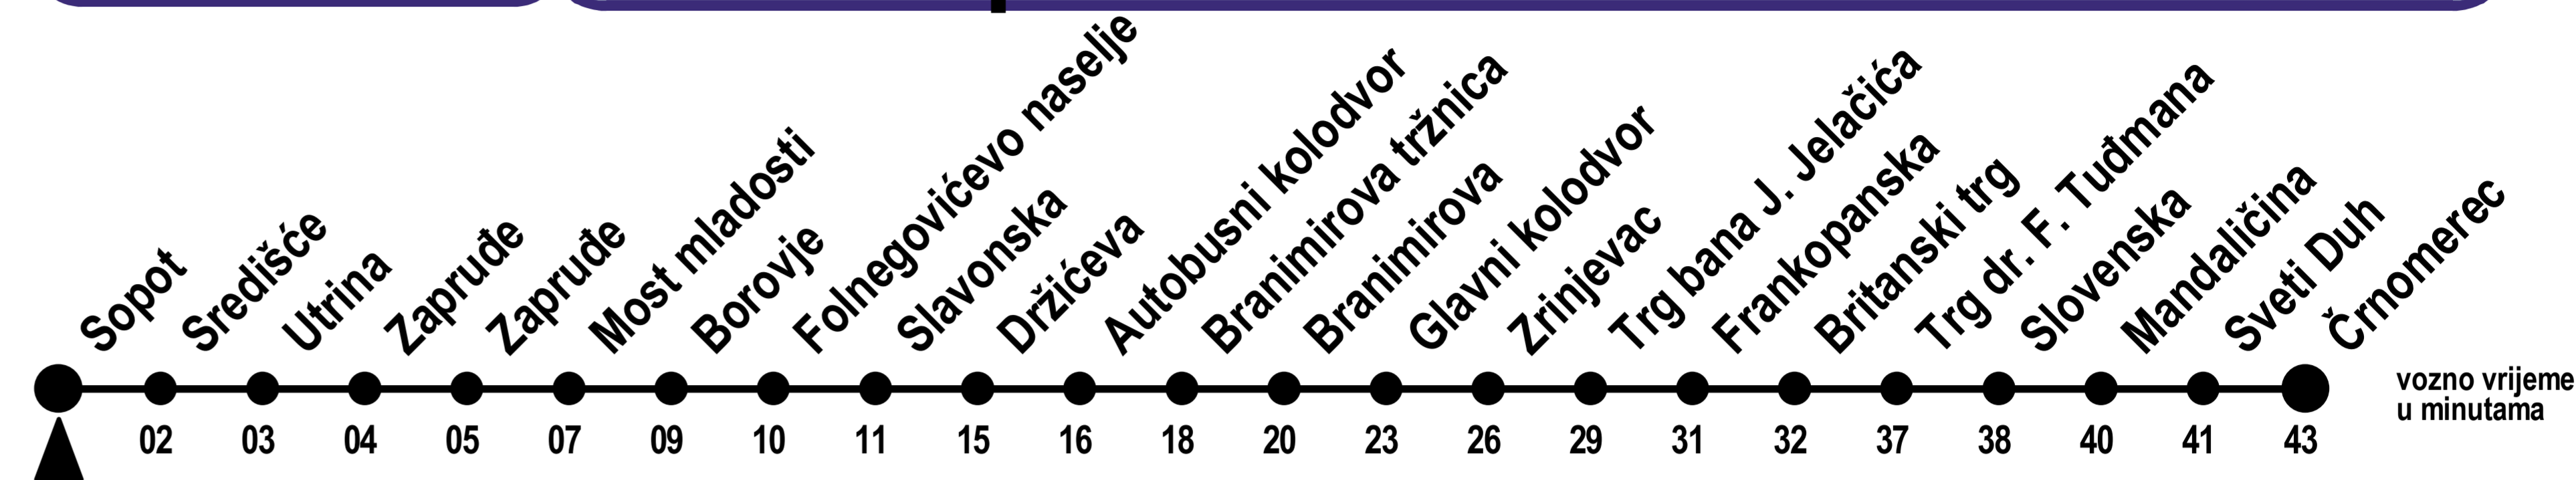 Sopot
Središće
Utrina
Zapruđe
Zapruđe
Most mladosti
Borovje
Folnegovićevo naselje
Slavonska
Držićeva
Autobusni kolodvor
Branimirova tržnica
Branimirova
Glavni kolodvor
Zrinjevac
Trg bana J. Jelačića
Frankopanska
Britanski trg
Trg dr. F. Tuđmana
Slovenska
Mandaličina
Sveti Duh
Črnomerec
vozno vrijeme
u minutama
02 03 04 05 07 09 10 11 15 16 18 20 23 26 29 31 32 37 38 40 41 43